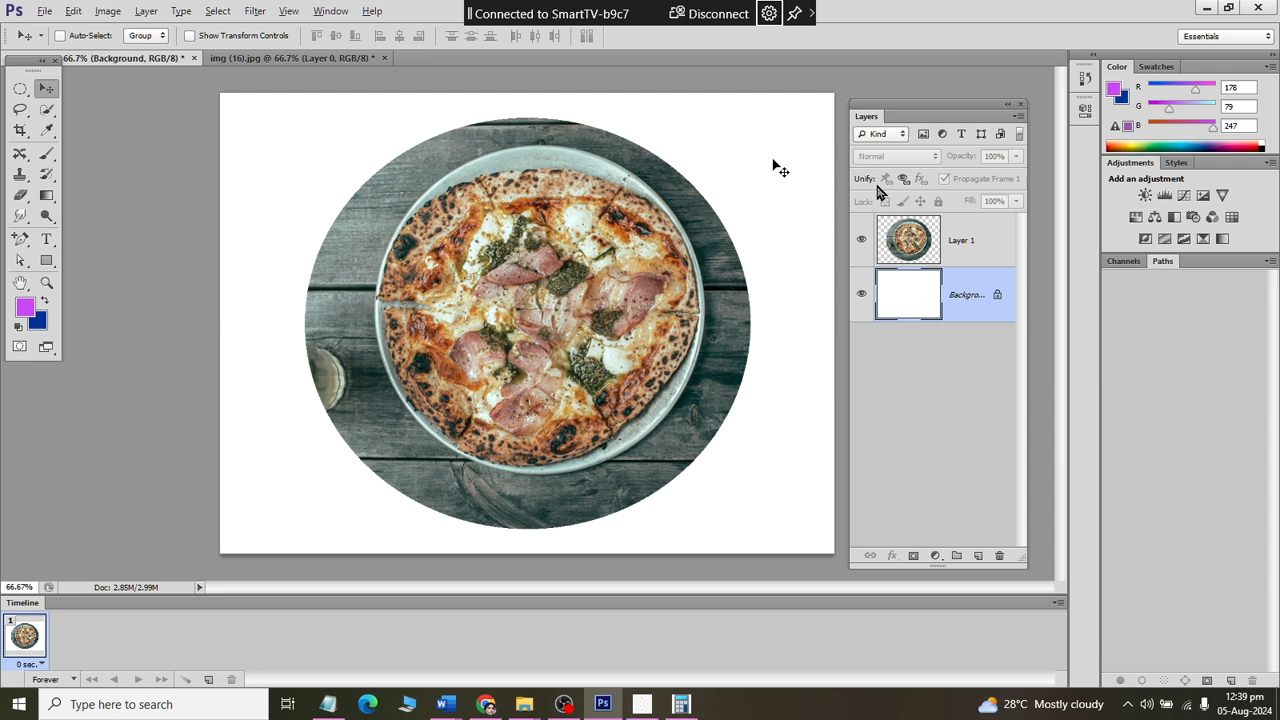 Ps File Edit Image Layer Type Select Filter View Window Help
Connected to SmartTV-b9c7 Disconnect
Auto-Select: Group Show Transform Controls Essentials
66.7% (Background, RGB/8) * × img (16).jpg @ 66.7% (Layer 0, RGB/8) * ×
Color Swatches
R 178
G 79
B 247
Layers
Kind
Normal Opacity: 100%
Unify: Propagate Frame 1
Lock: Fill: 100%
Layer 1
Backgro...
Adjustments Styles
Add an adjustment
Channels Paths
66.67% Doc: 2.85M/2.99M
Timeline
1
0 sec.
Forever
Type here to search
28°C Mostly cloudy
12:39 pm
05-Aug-2024